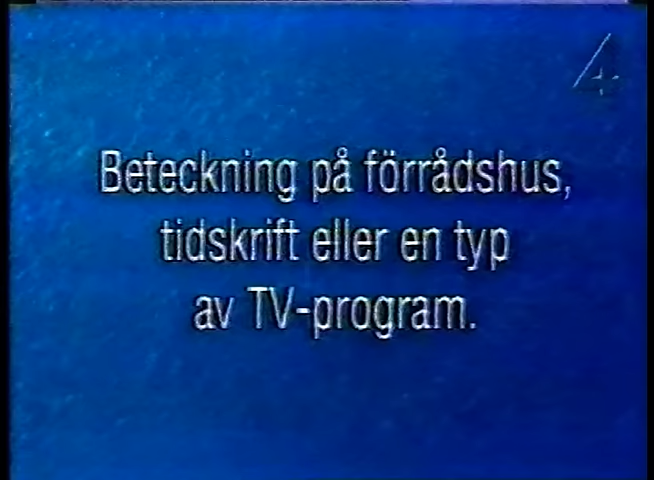 4
Beteckning på förrådshus,
tidskrift eller en typ
av TV-program.